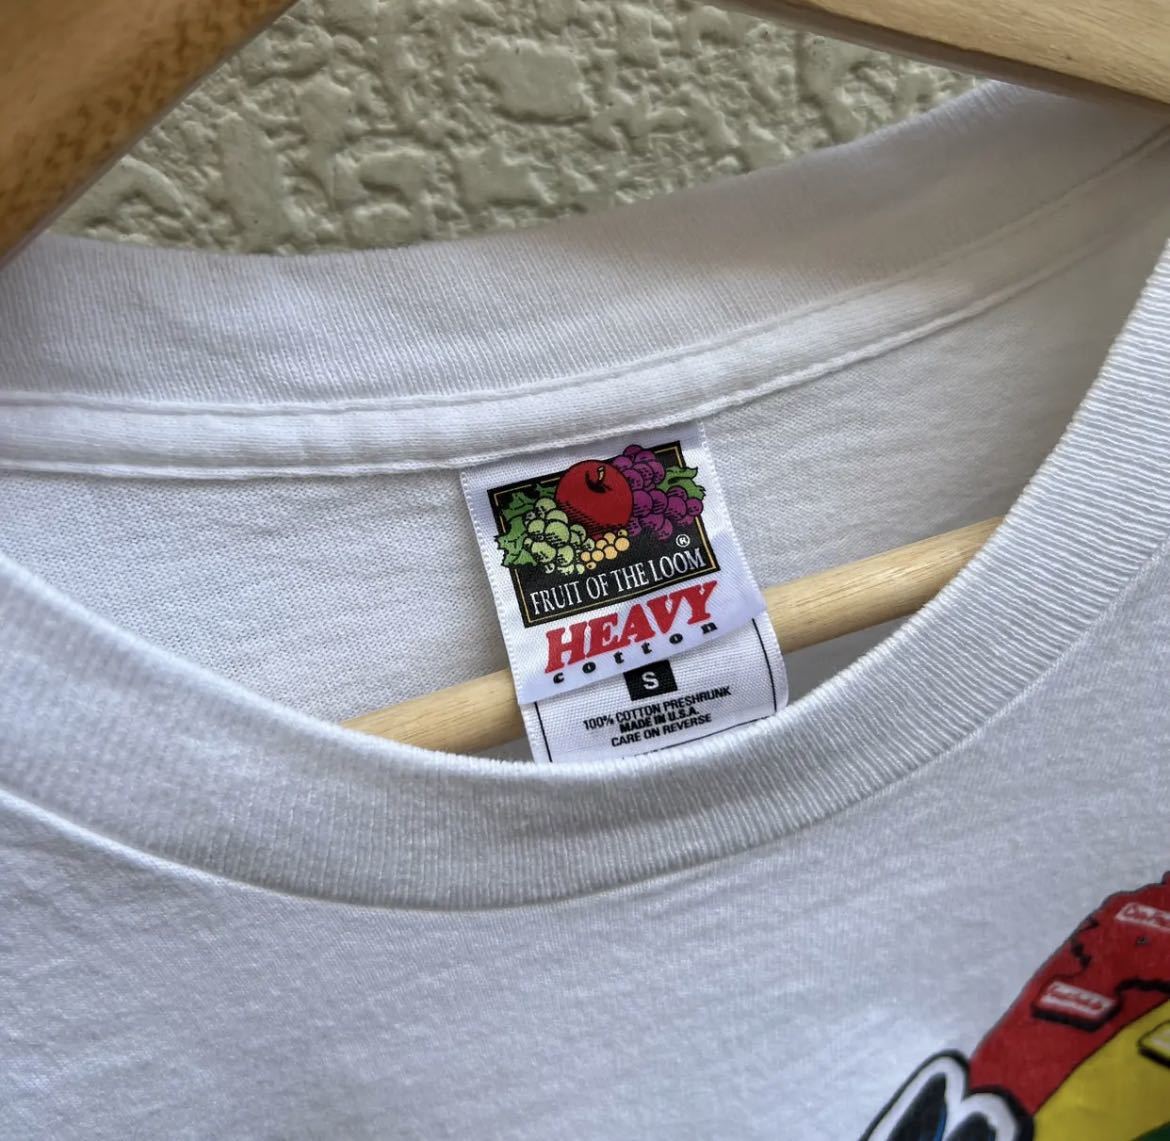 ®
FRUIT OF THE LOOM
HEAVY
cotton
S
100% COTTON PRESHRUNK
MADE IN U.S.A.
CARE ON REVERSE